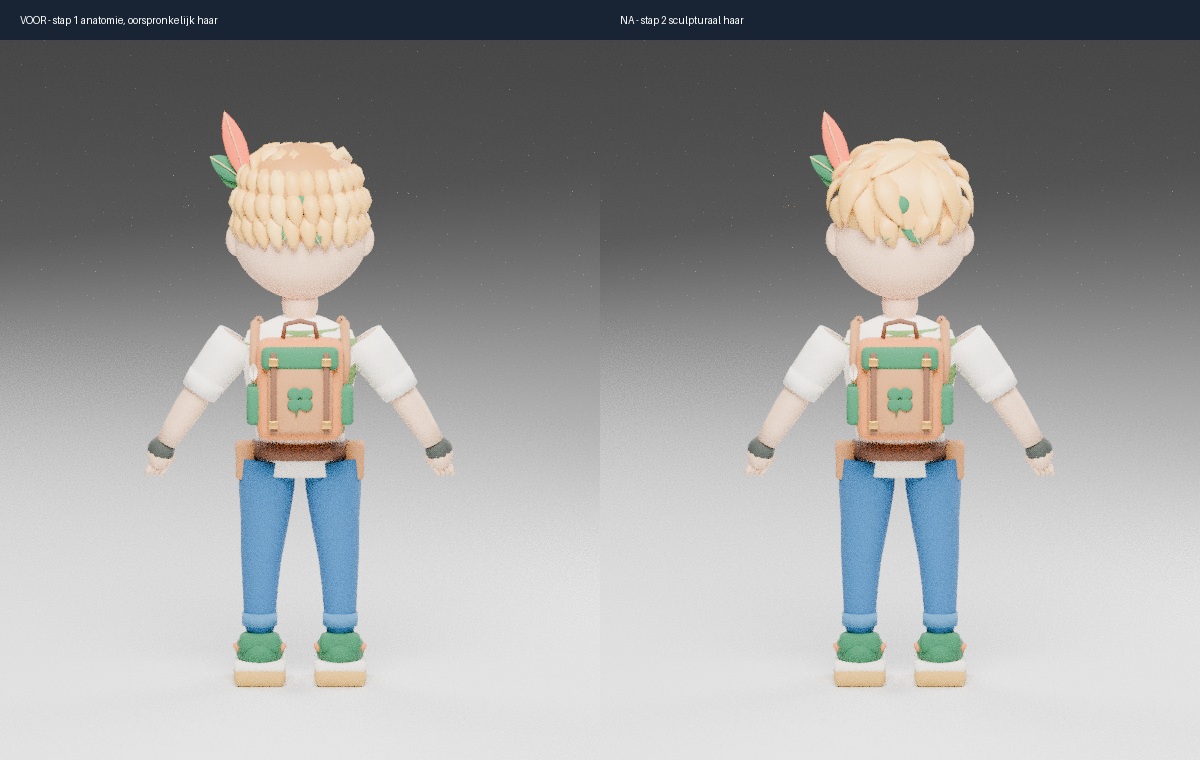 VOOR - stap 1 anatomie, oorspronkelijk haar
NA - stap 2 sculpturaal haar